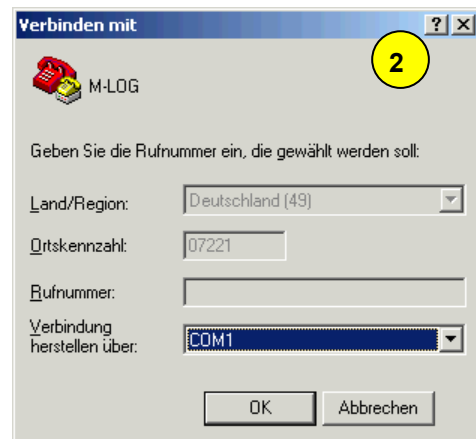 Verbinden mit
2
M-LOG
Geben Sie die Rufnummer ein, die gewählt werden soll:
Land/Region:
Deutschland (49)
Ortskennzahl:
07221
Rufnummer:
Verbindung
herstellen über:
COM1
OK
Abbrechen